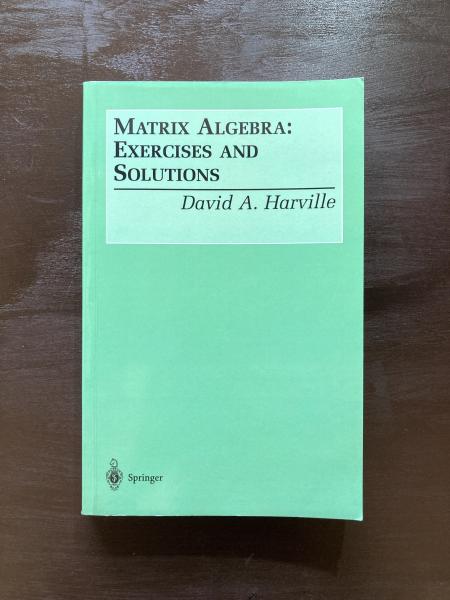 MATRIX ALGEBRA:
EXERCISES AND
SOLUTIONS
David A. Harville
Springer